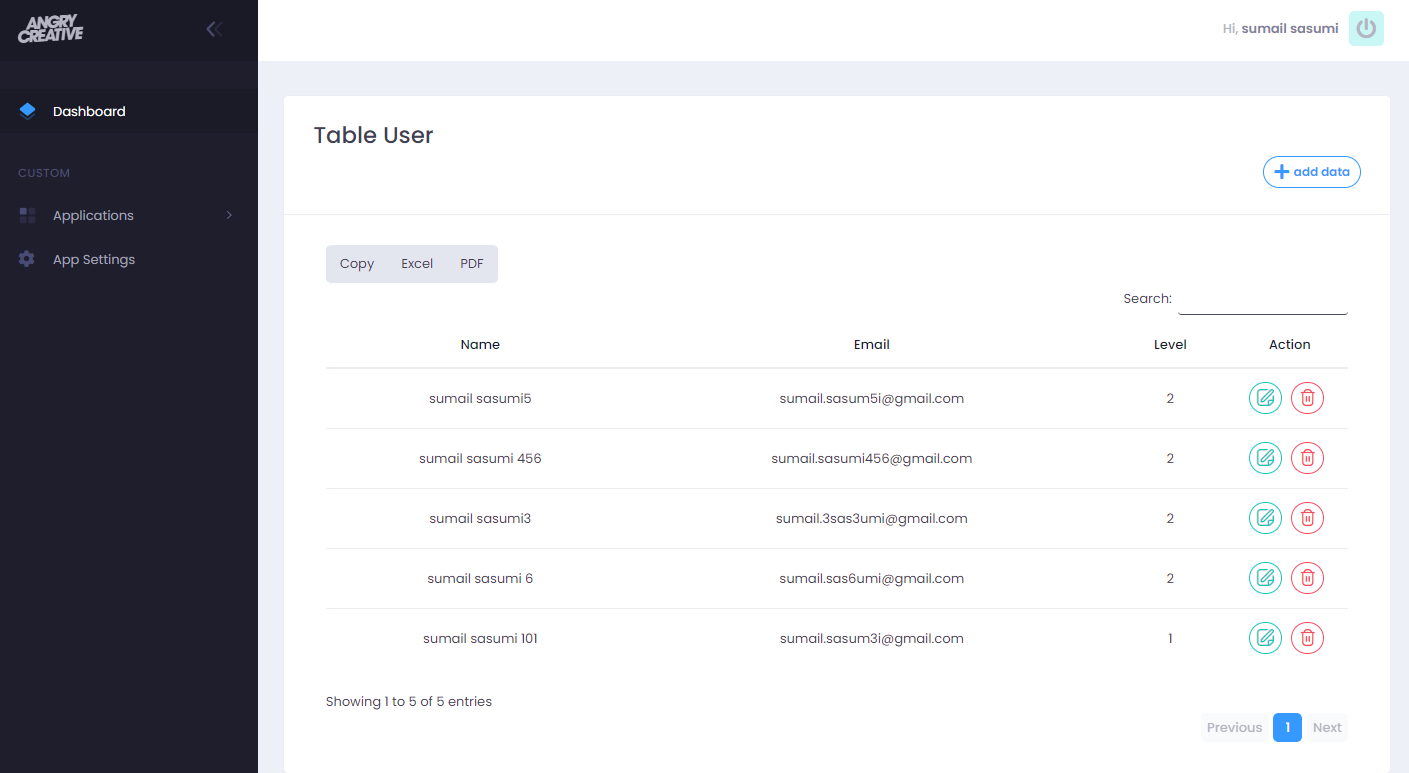 ANGRY
CREATIVE
Hi, sumail sasumi
Dashboard
CUSTOM
Applications
App Settings
Table User
add data
Copy Excel PDF
Search:
Name Email Level Action
sumail sasumi5 sumail.sasum5i@gmail.com 2
sumail sasumi 456 sumail.sasumi456@gmail.com 2
sumail sasumi3 sumail.3sas3umi@gmail.com 2
sumail sasumi 6 sumail.sas6umi@gmail.com 2
sumail sasumi 101 sumail.sasum3i@gmail.com 1
Showing 1 to 5 of 5 entries
Previous 1 Next